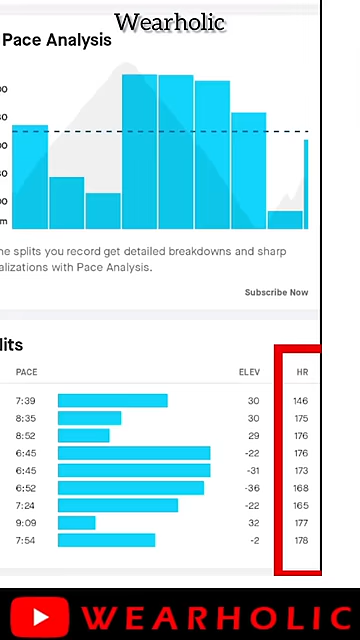 Wearholic
Pace Analysis
he splits you record get detailed breakdowns and sharp
alizations with Pace Analysis.
Subscribe Now
lits
PACE ELEV HR
7:39 30 146
8:35 30 175
8:52 29 176
6:45 -22 176
6:45 -31 173
6:52 -36 168
7:24 -22 165
9:09 32 177
7:54 -2 178
WEARHOLIC